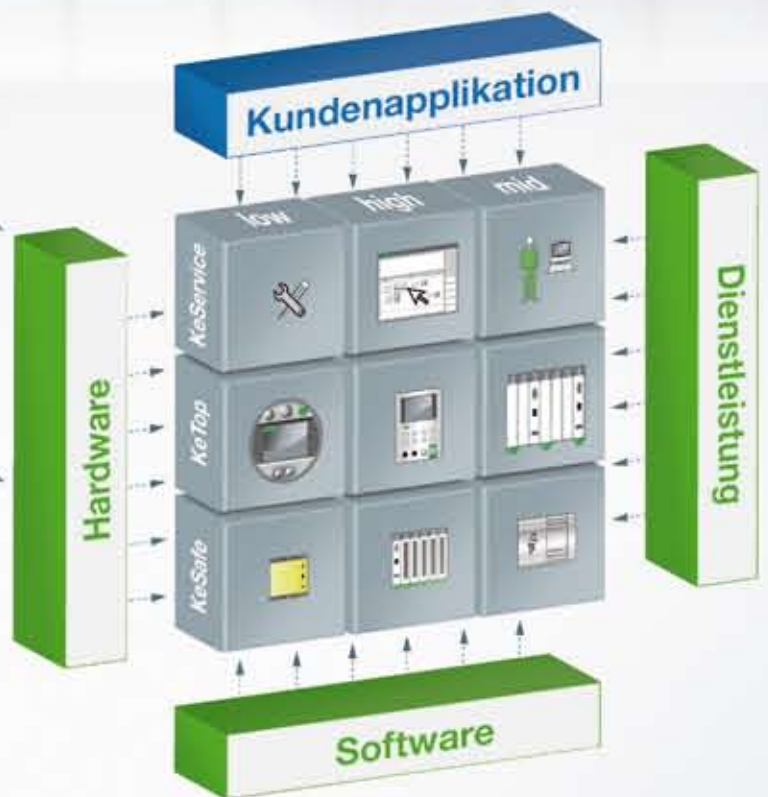 Kundenapplikation
low
high
mid
KeService
KeTop
KeSafe
Hardware
Dienstleistung
Software